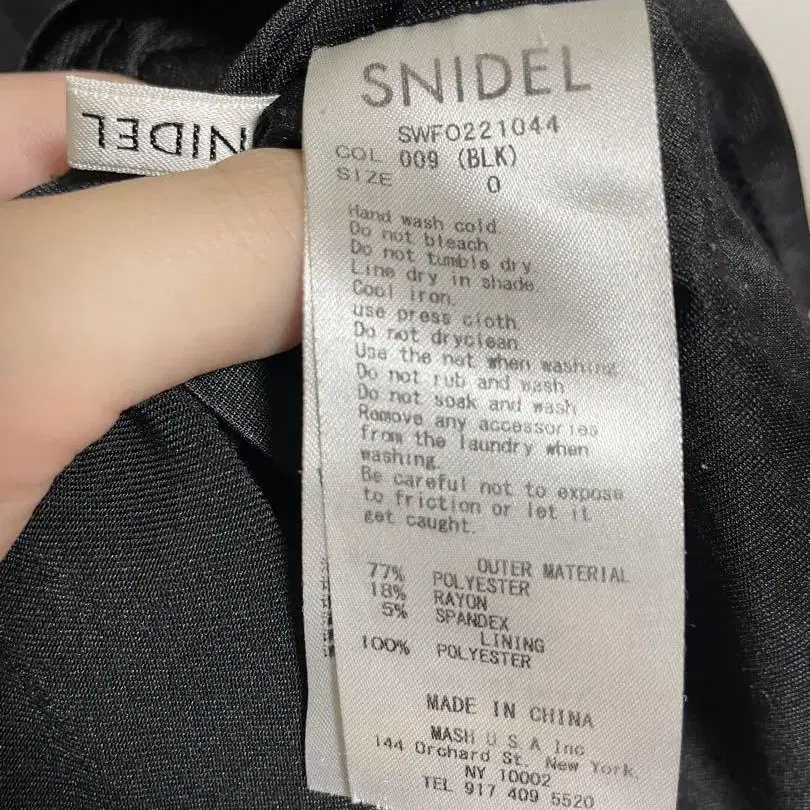 SNIDEL
SNIDEL
SWFO221044
COL 009 (BLK)
SIZE 0
Hand wash cold.
Do not bleach.
Do not tumble dry.
Line dry in shade.
Cool iron.
use press cloth.
Do not dryclean.
Use the net when washing.
Do not rub and wash
Do not soak and wash
Remove any accessories
from the laundry when
washing.
Be careful not to expose
to friction or let it
get caught.
OUTER MATERIAL
77% POLYESTER
18% RAYON
5% SPANDEX
LINING
100% POLYESTER
MADE IN CHINA
MASH U.S.A Inc
144 Orchard St. New York.
NY 10002
TEL 917 409 5520